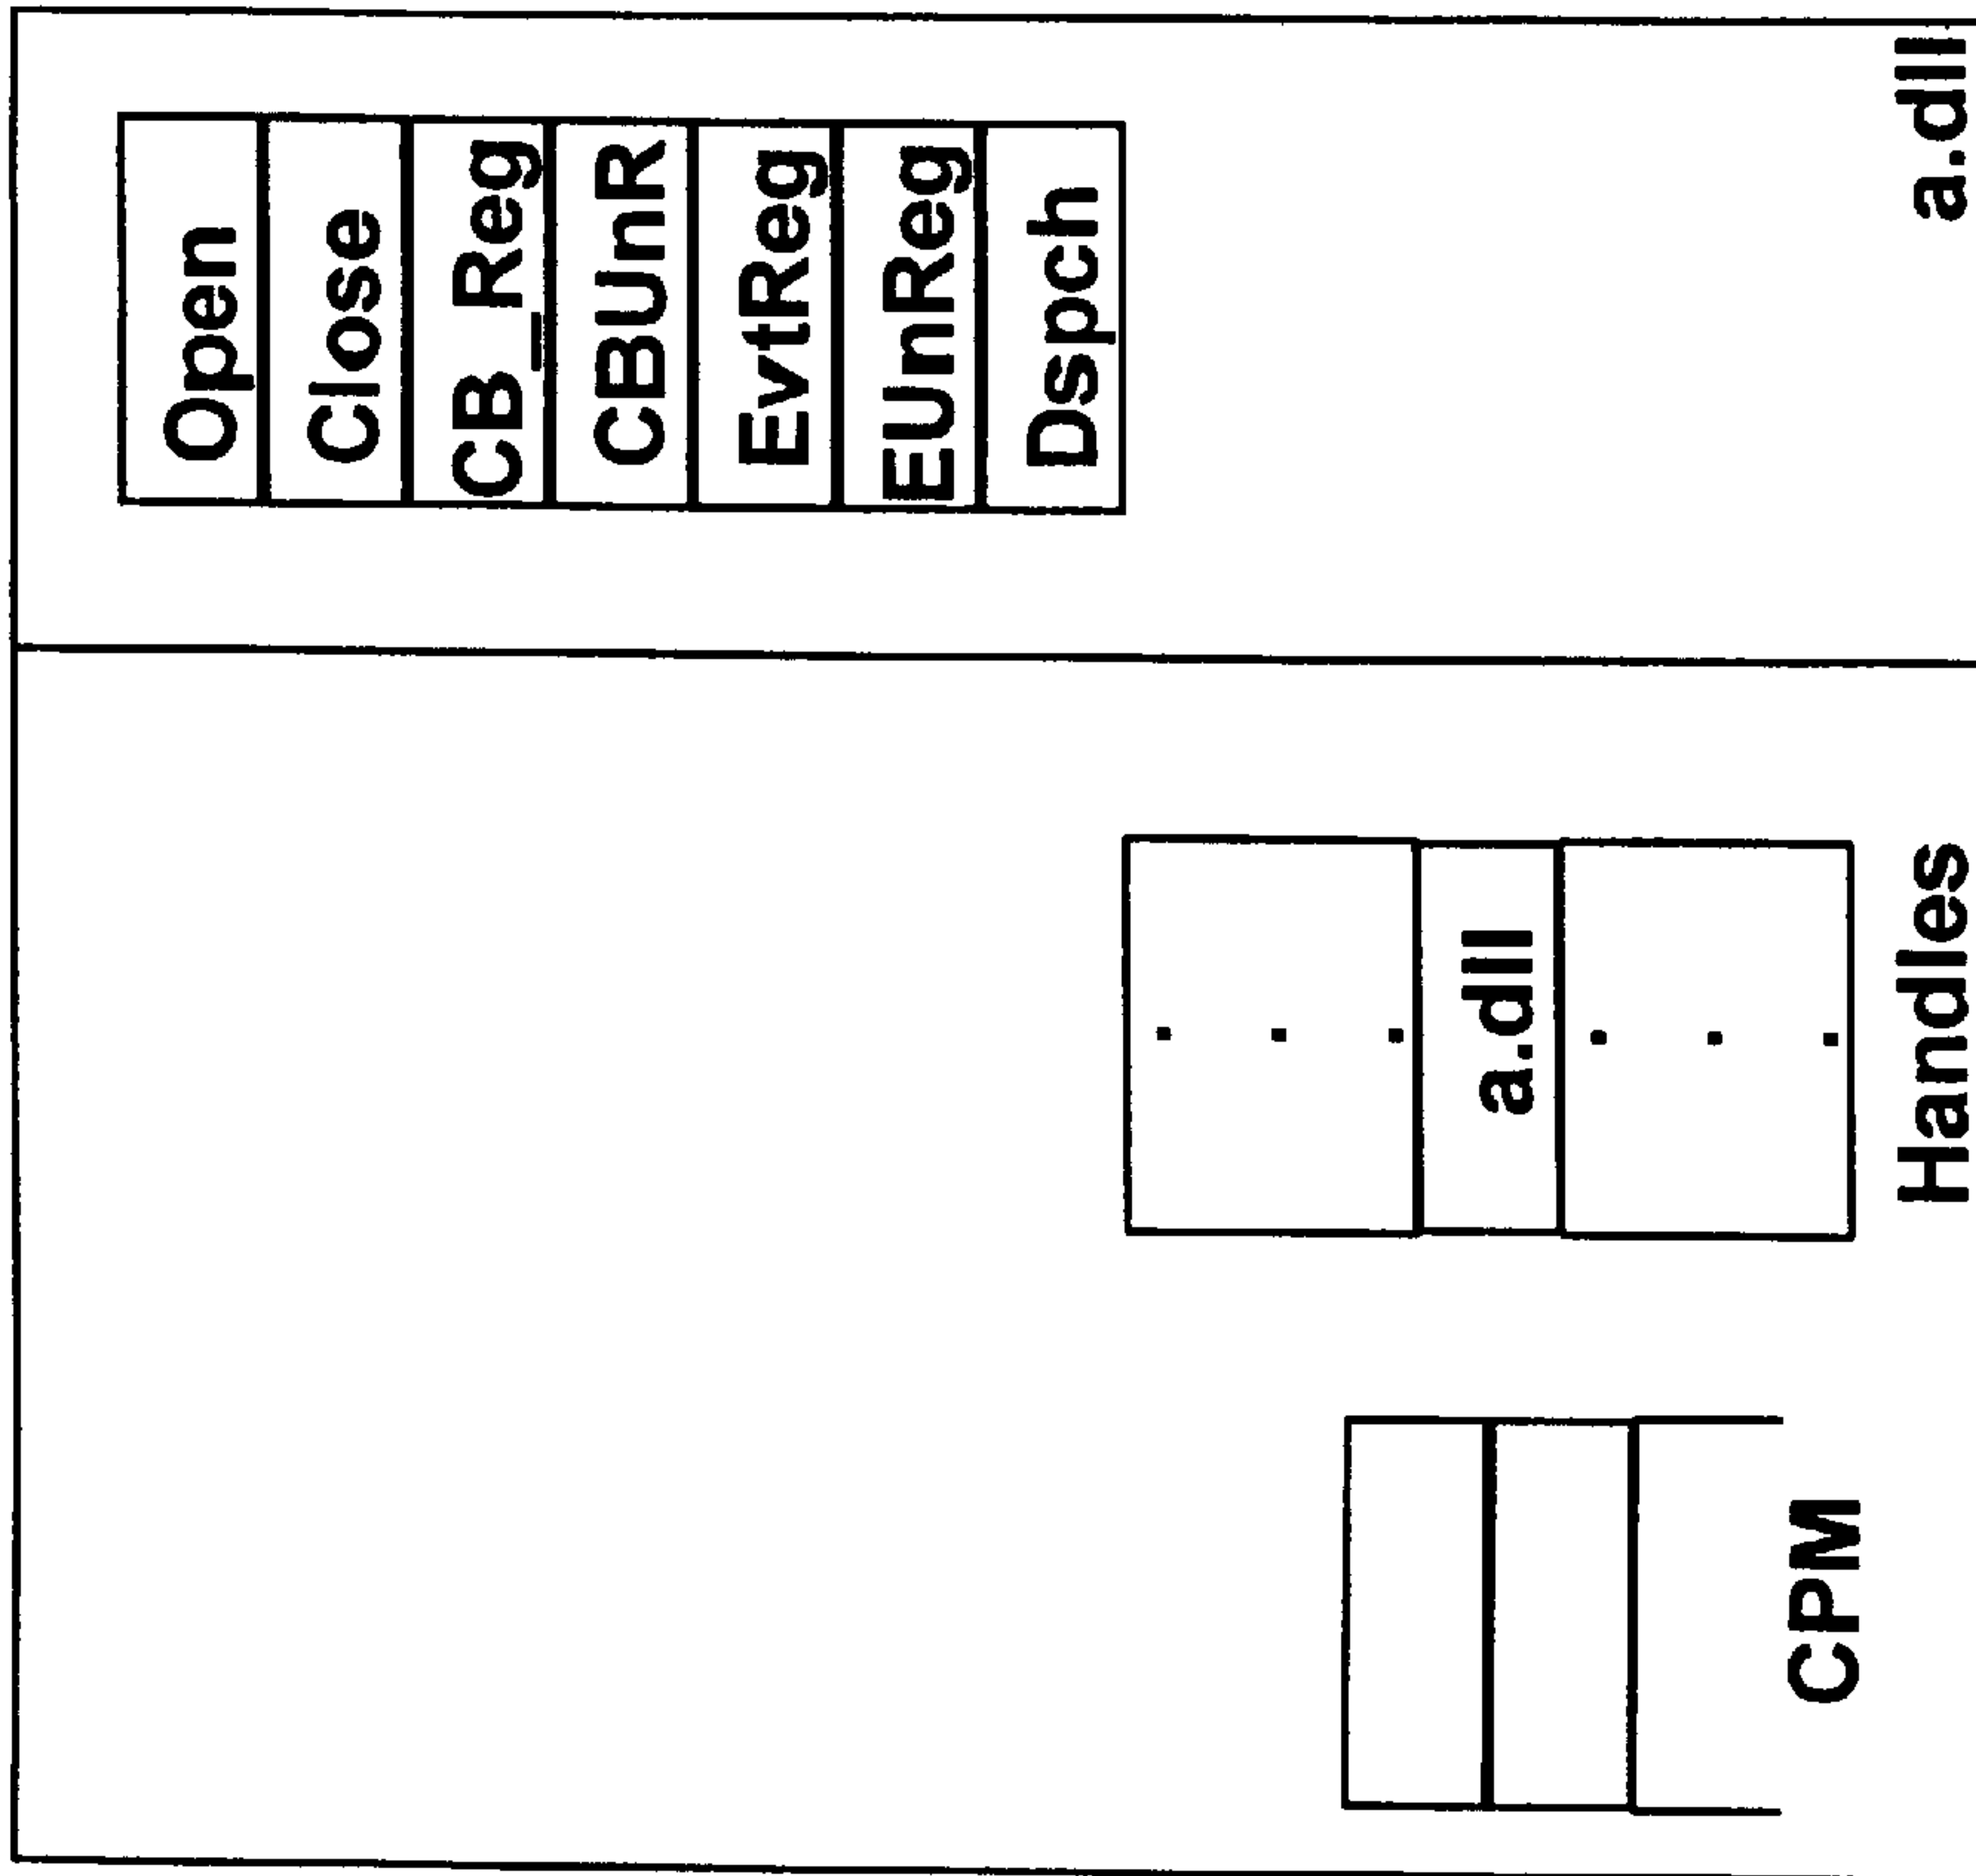 CPM
a.dll
Handles
Open
Close
CB_Reg
CBUnR
EvtReg
EUnReg
Dspch
a.dll